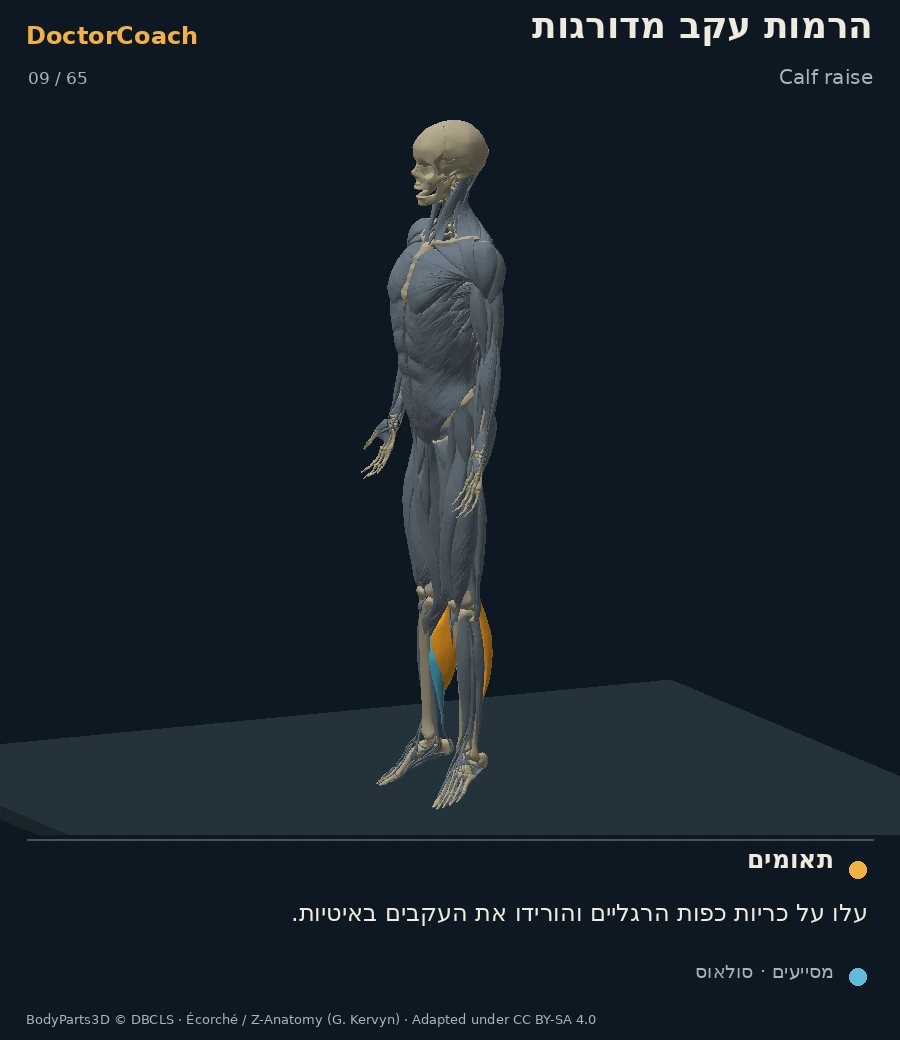 DoctorCoach
הרמות עקב מדורגות
09 / 65
Calf raise
תאומים
עלו על כריות כפות הרגליים והורידו את העקבים באיטיות.
מסייעים · סולאוס
BodyParts3D © DBCLS · Écorché / Z-Anatomy (G. Kervyn) · Adapted under CC BY-SA 4.0